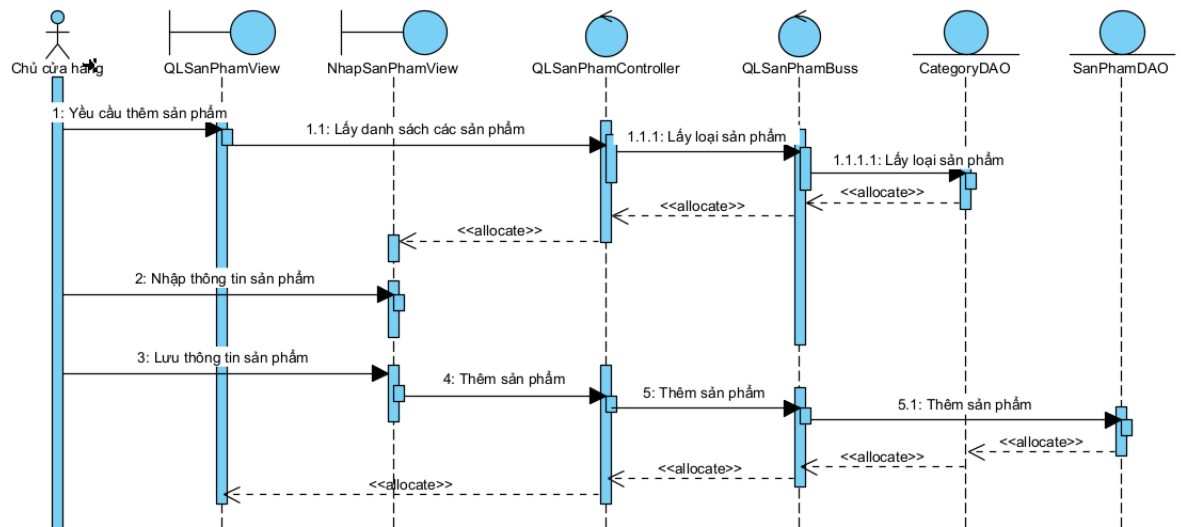 Chủ cửa hàng
QLSanPhamView
NhapSanPhamView
QLSanPhamController
QLSanPhamBuss
CategoryDAO
SanPhamDAO
1: Yều cầu thêm sản phẩm
1.1: Lấy danh sách các sản phẩm
1.1.1: Lấy loại sản phẩm
1.1.1.1: Lấy loại sản phẩm
<<allocate>>
<<allocate>>
<<allocate>>
2: Nhập thông tin sản phẩm
3: Lưu thông tin sản phẩm
4: Thêm sản phẩm
5: Thêm sản phẩm
5.1: Thêm sản phẩm
<<allocate>>
<<allocate>>
<<allocate>>
<<allocate>>